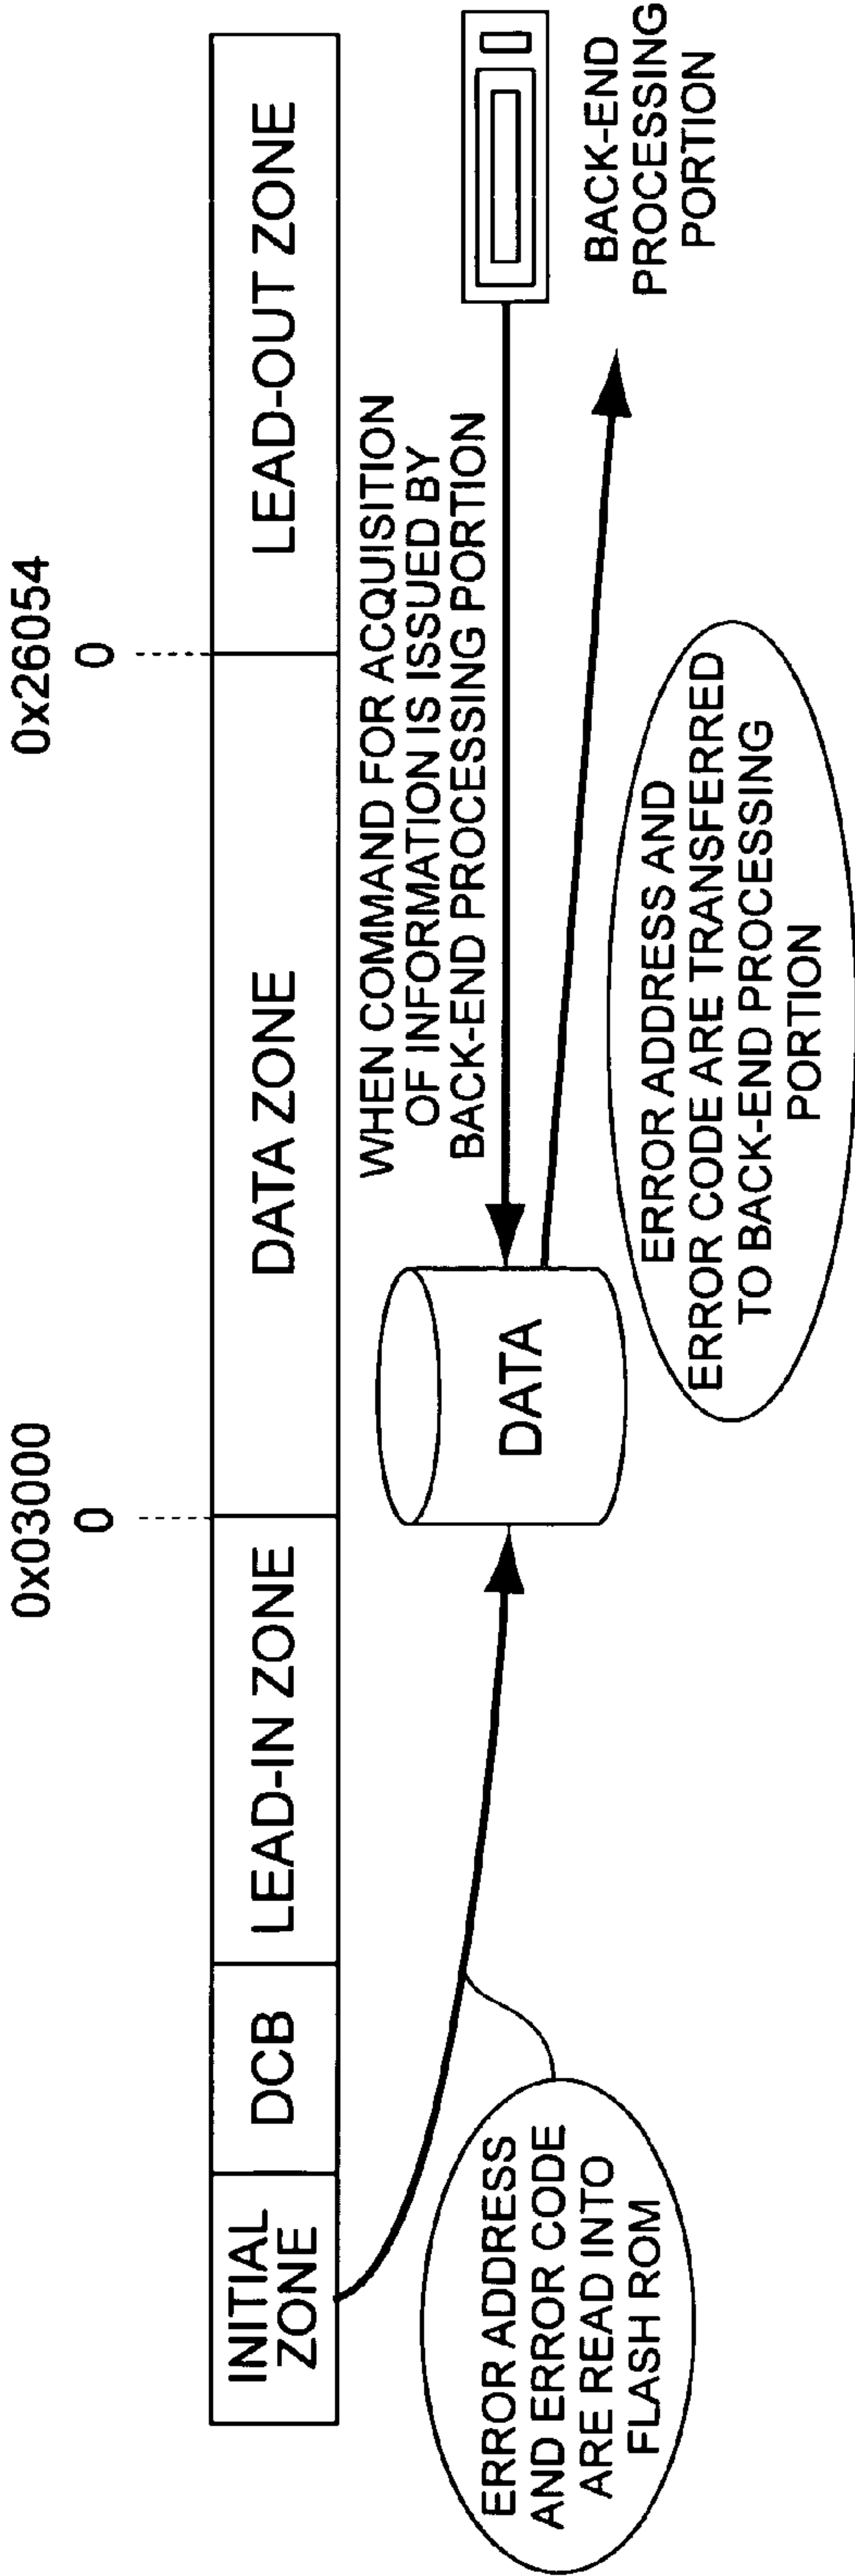 0x03000
0
0x26054
0
INITIAL
ZONE
DCB
LEAD-IN ZONE
DATA ZONE
LEAD-OUT ZONE
WHEN COMMAND FOR ACQUISITION
OF INFORMATION IS ISSUED BY
BACK-END PROCESSING PORTION
DATA
BACK-END
PROCESSING
PORTION
ERROR ADDRESS
AND ERROR CODE
ARE READ INTO
FLASH ROM
ERROR ADDRESS AND
ERROR CODE ARE TRANSFERRED
TO BACK-END PROCESSING
PORTION